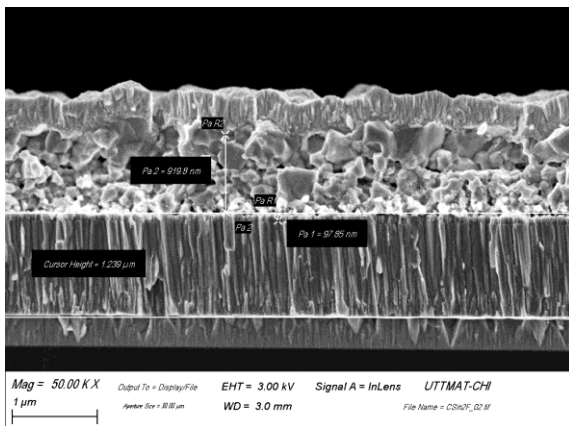 Pa R2
Pa 2 = 919.9 nm
Pa R1
Pa 2
Pa 1 = 97.85 nm
Cursor Height = 1.239 µm
Mag = 50.00 K X
Output To = Display/File
EHT = 3.00 kV
Signal A = InLens
UTTMAT-CHI
1 µm
Aperture Size = 30.00 µm
WD = 3.0 mm
File Name = CSin2F_02.tif